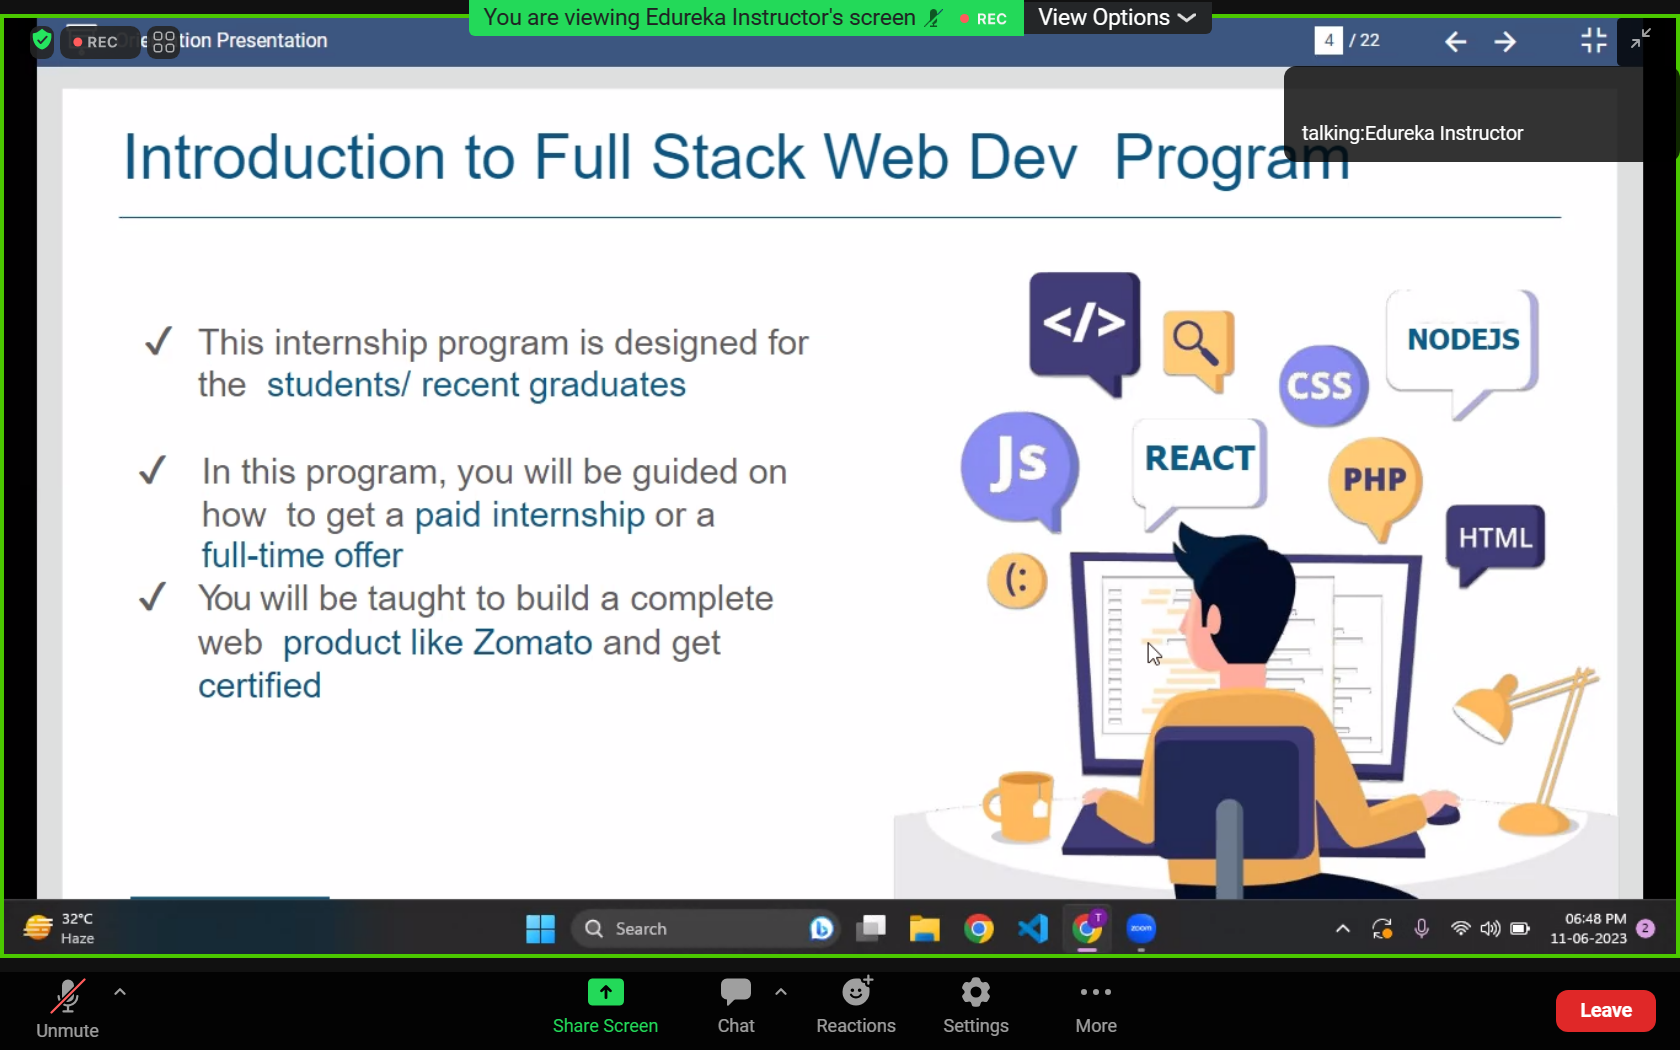 You are viewing Edureka Instructor's screen REC View Options
REC tion Presentation
4 / 22
talking:Edureka Instructor
Introduction to Full Stack Web Dev Program
This internship program is designed for
the students/ recent graduates
In this program, you will be guided on
how to get a paid internship or a
full-time offer
You will be taught to build a complete
web product like Zomato and get
certified
</>
NODEJS
CSS
Js
REACT
PHP
HTML
(:
32°C
Haze
Search
T
zoom
06:48 PM
11-06-2023
2
Unmute
Share Screen
Chat
Reactions
Settings
More
Leave